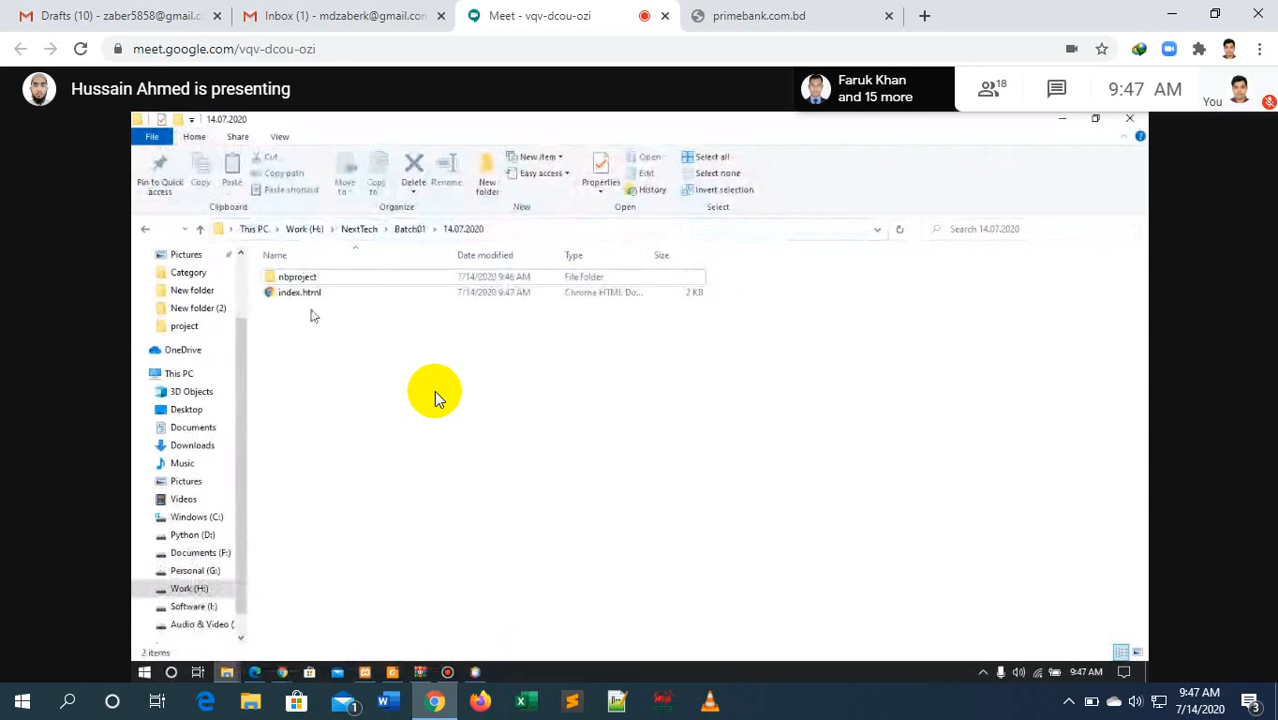 Drafts (10) - zaber5858@gmail.co
Inbox (1) - mdzaberk@gmail.com
Meet - vqv-dcou-ozi
primebank.com.bd
meet.google.com/vqv-dcou-ozi
Hussain Ahmed is presenting
Faruk Khan
and 15 more
18
9:47 AM
You
14.07.2020
File
Home
Share
View
Pin to Quick
access
Copy
Paste
Cut
Copy path
Paste shortcut
Move
to
Copy
to
Delete
Rename
New
folder
New item
Easy access
Properties
Open
Edit
History
Select all
Select none
Invert selection
Clipboard
Organize
New
Open
Select
This PC
Work (H:)
NextTech
Batch01
14.07.2020
Search 14.07.2020
Name
Date modified
Type
Size
nbproject
7/14/2020 9:46 AM
File folder
index.html
7/14/2020 9:47 AM
Chrome HTML Do...
2 KB
Pictures
Category
New folder
New folder (2)
project
OneDrive
This PC
3D Objects
Desktop
Documents
Downloads
Music
Pictures
Videos
Windows (C:)
Python (D:)
Documents (F:)
Personal (G:)
Work (H:)
Software (I:)
Audio & Video (
2 items
9:47 AM
9:47 AM
7/14/2020
1
3